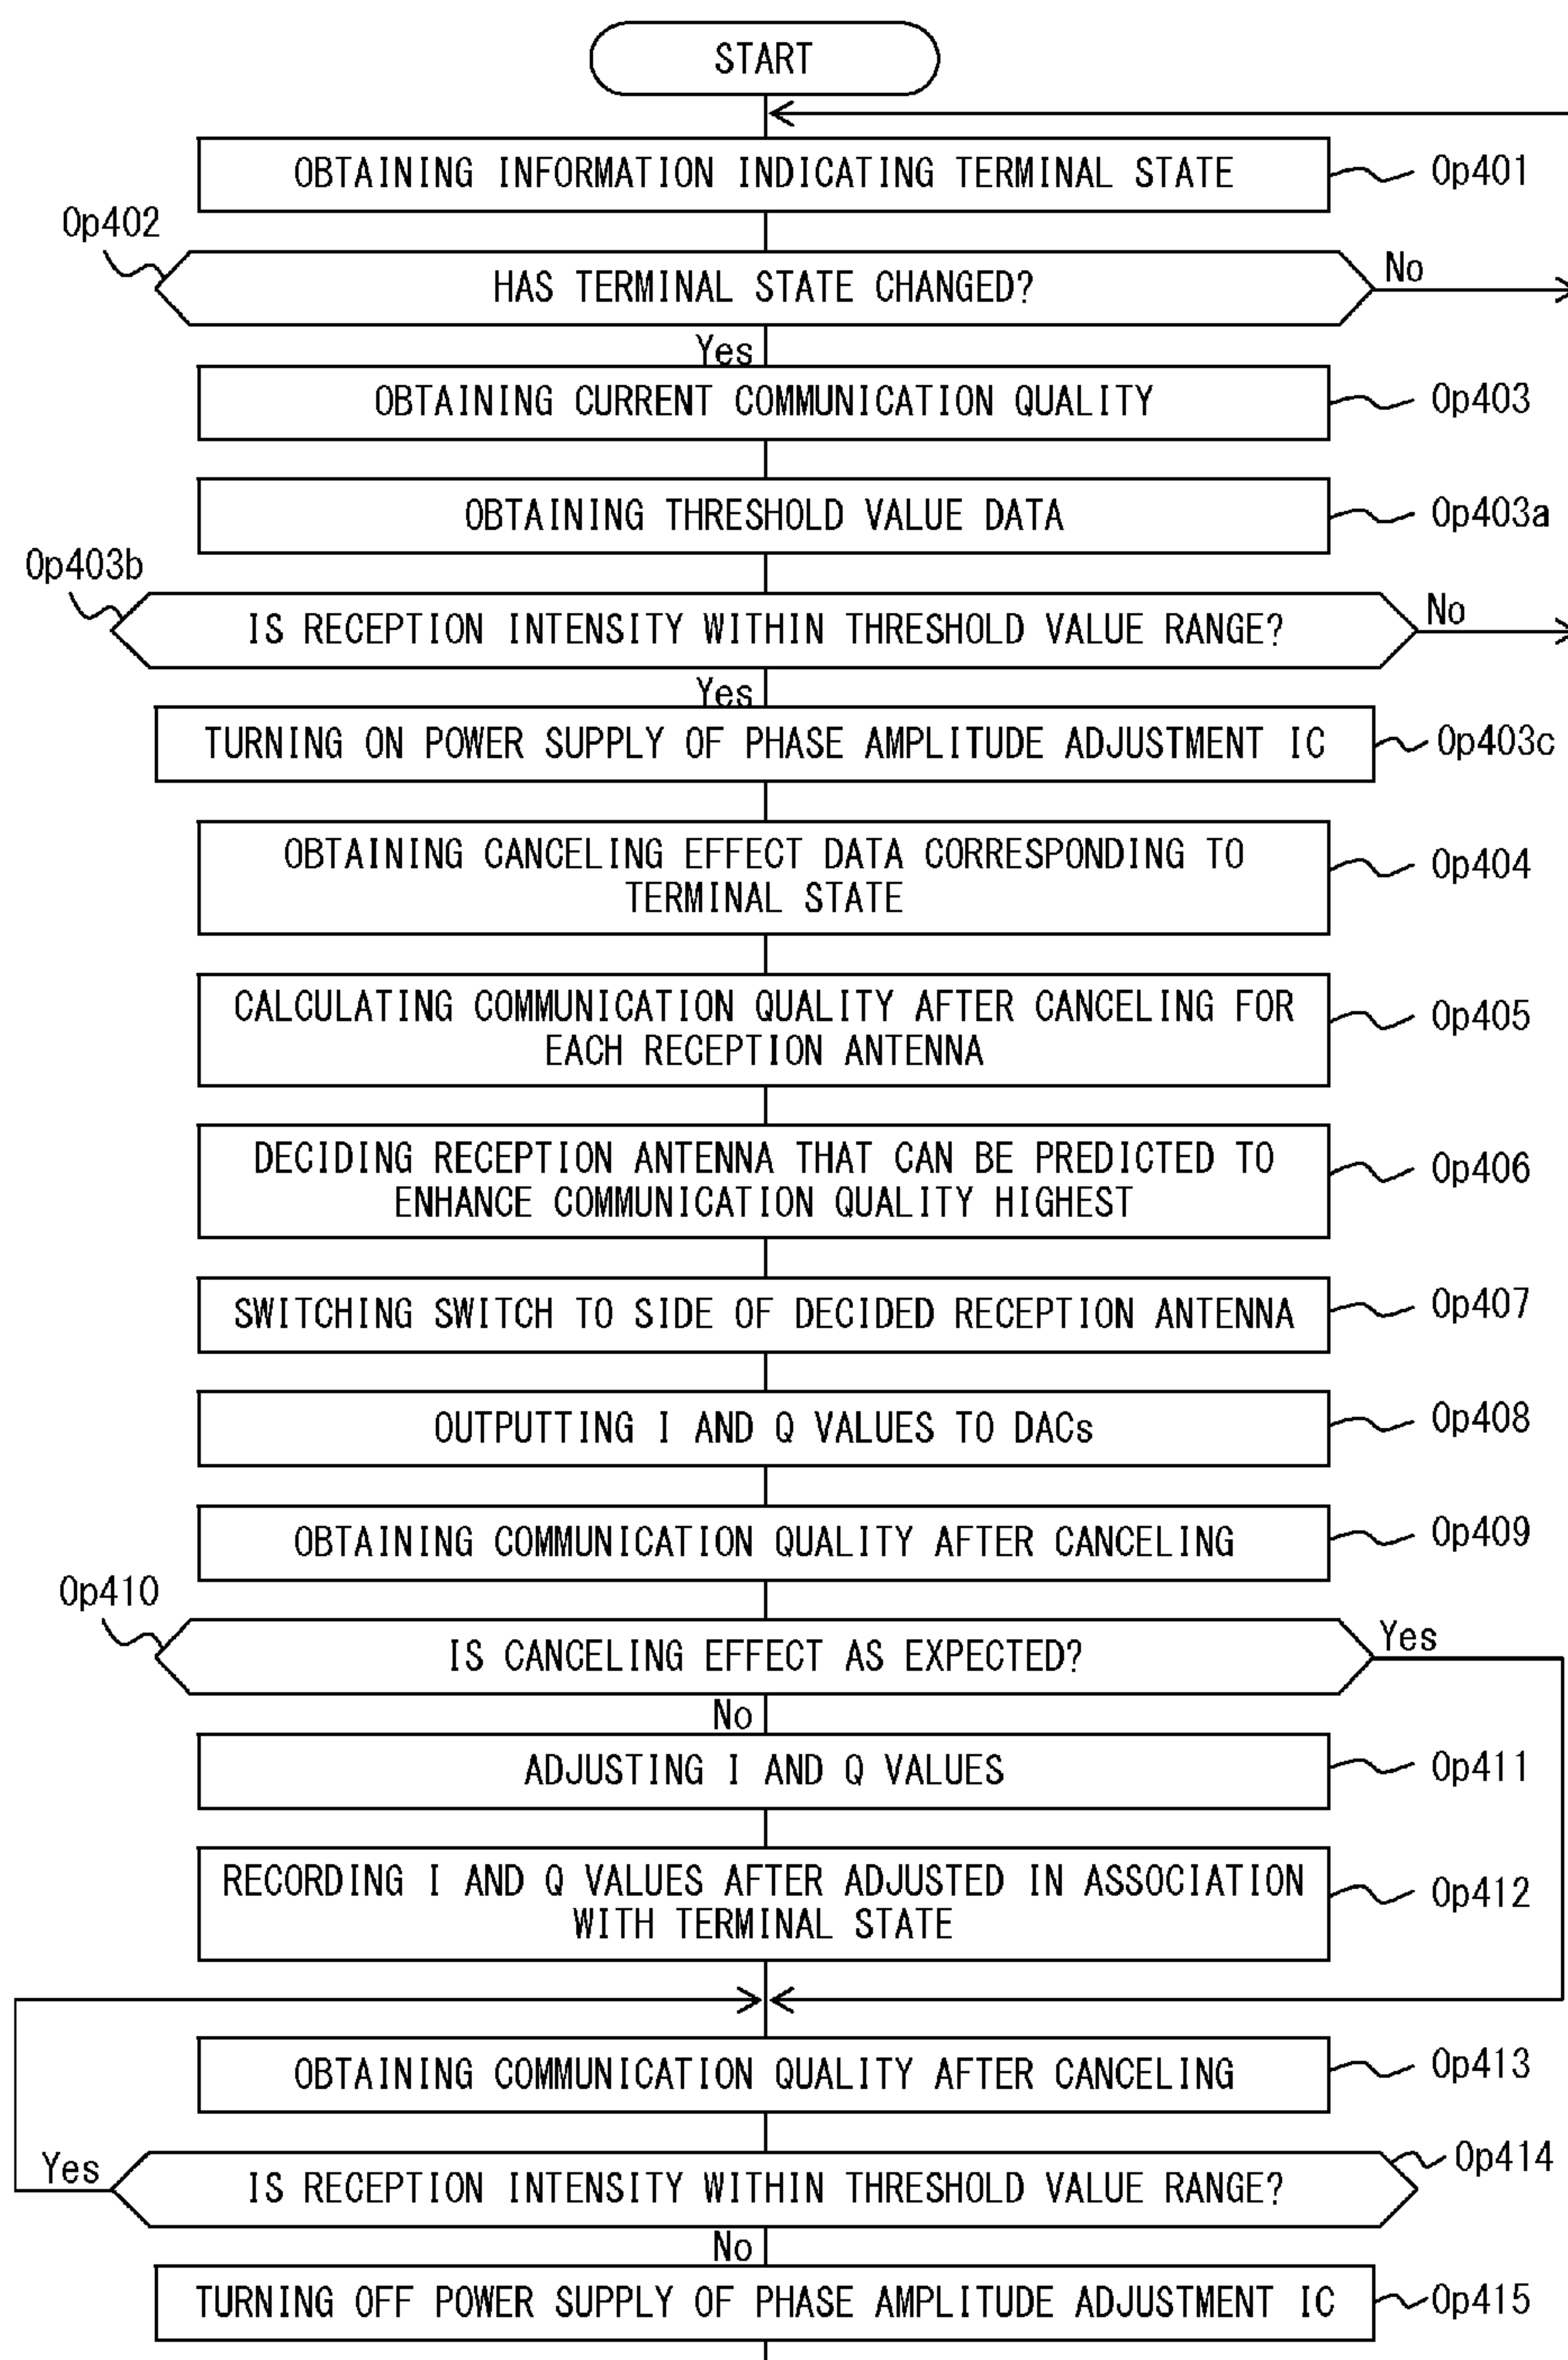 START
OBTAINING INFORMATION INDICATING TERMINAL STATE
Op401
Op402
HAS TERMINAL STATE CHANGED?
No
Yes
OBTAINING CURRENT COMMUNICATION QUALITY
Op403
OBTAINING THRESHOLD VALUE DATA
Op403a
Op403b
IS RECEPTION INTENSITY WITHIN THRESHOLD VALUE RANGE?
No
Yes
TURNING ON POWER SUPPLY OF PHASE AMPLITUDE ADJUSTMENT IC
Op403c
OBTAINING CANCELING EFFECT DATA CORRESPONDING TO
TERMINAL STATE
Op404
CALCULATING COMMUNICATION QUALITY AFTER CANCELING FOR
EACH RECEPTION ANTENNA
Op405
DECIDING RECEPTION ANTENNA THAT CAN BE PREDICTED TO
ENHANCE COMMUNICATION QUALITY HIGHEST
Op406
SWITCHING SWITCH TO SIDE OF DECIDED RECEPTION ANTENNA
Op407
OUTPUTTING I AND Q VALUES TO DACs
Op408
OBTAINING COMMUNICATION QUALITY AFTER CANCELING
Op409
Op410
IS CANCELING EFFECT AS EXPECTED?
Yes
No
ADJUSTING I AND Q VALUES
Op411
RECORDING I AND Q VALUES AFTER ADJUSTED IN ASSOCIATION
WITH TERMINAL STATE
Op412
OBTAINING COMMUNICATION QUALITY AFTER CANCELING
Op413
Yes
IS RECEPTION INTENSITY WITHIN THRESHOLD VALUE RANGE?
Op414
No
TURNING OFF POWER SUPPLY OF PHASE AMPLITUDE ADJUSTMENT IC
Op415